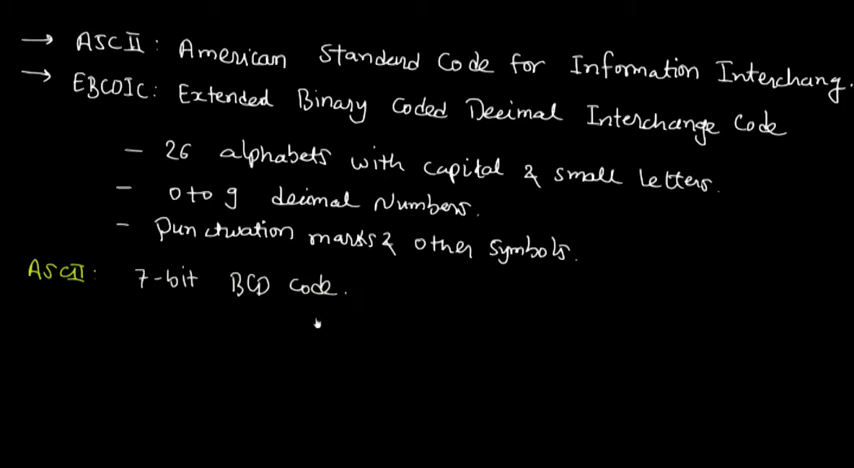 → ASCII: American Standard Code for Information Interchang.
→ EBCDIC: Extended Binary Coded Decimal Interchange Code
– 26 alphabets with capital & small letters.
– 0 to 9 decimal Numbers.
– Punctuation marks & other symbols.
ASCII: 7-bit BCD code.